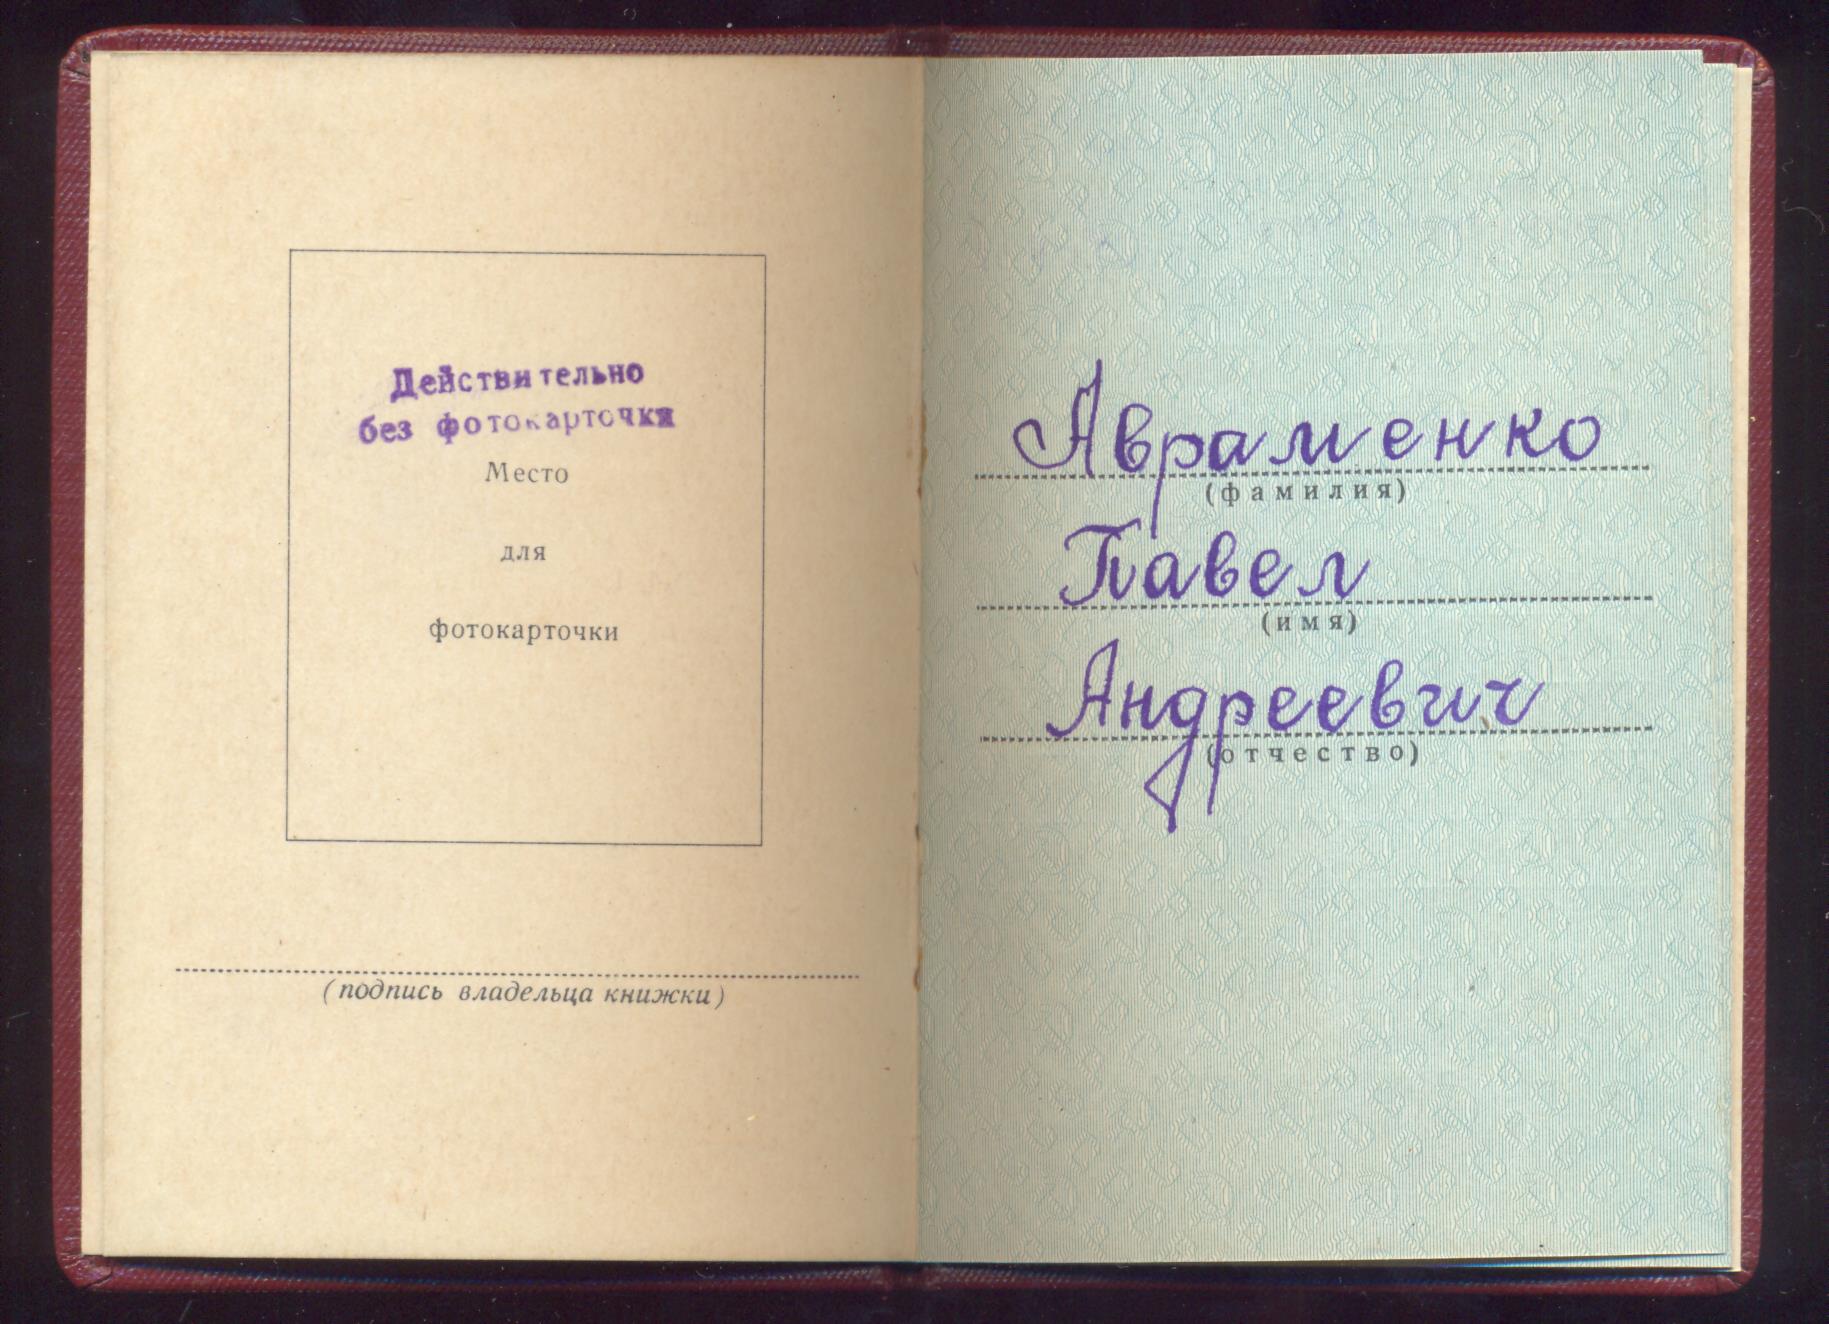 Действительно
без фотокарточки
Место
для
фотокарточки
(подпись владельца книжки)
Авраменко
(фамилия)
Павел
(имя)
Андреевич
(отчество)